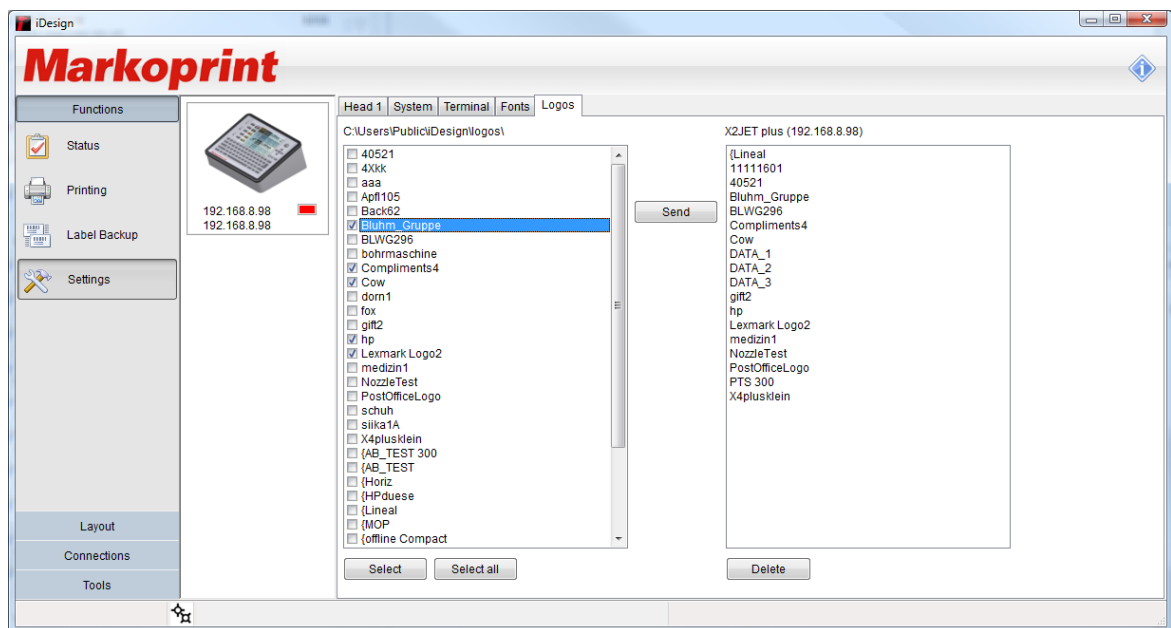 iDesign
Markoprint
Functions
Status
Printing
Label Backup
Settings
Layout
Connections
Tools
192.168.8.98
192.168.8.98
Head 1 System Terminal Fonts Logos
C:\Users\Public\iDesign\logos\
40521
4Xkk
aaa
Apfl105
Back62
Bluhm_Gruppe
BLWG296
bohrmaschine
Compliments4
Cow
dorn1
fox
gift2
hp
Lexmark Logo2
medizin1
NozzleTest
PostOfficeLogo
schuh
siika1A
X4plusklein
{AB_TEST 300
{AB_TEST
{Horiz
{HPduese
{Lineal
{MOP
{offline Compact
Select Select all
Send
X2JET plus (192.168.8.98)
{Lineal
11111601
40521
Bluhm_Gruppe
BLWG296
Compliments4
Cow
DATA_1
DATA_2
DATA_3
gift2
hp
Lexmark Logo2
medizin1
NozzleTest
PostOfficeLogo
PTS 300
X4plusklein
Delete